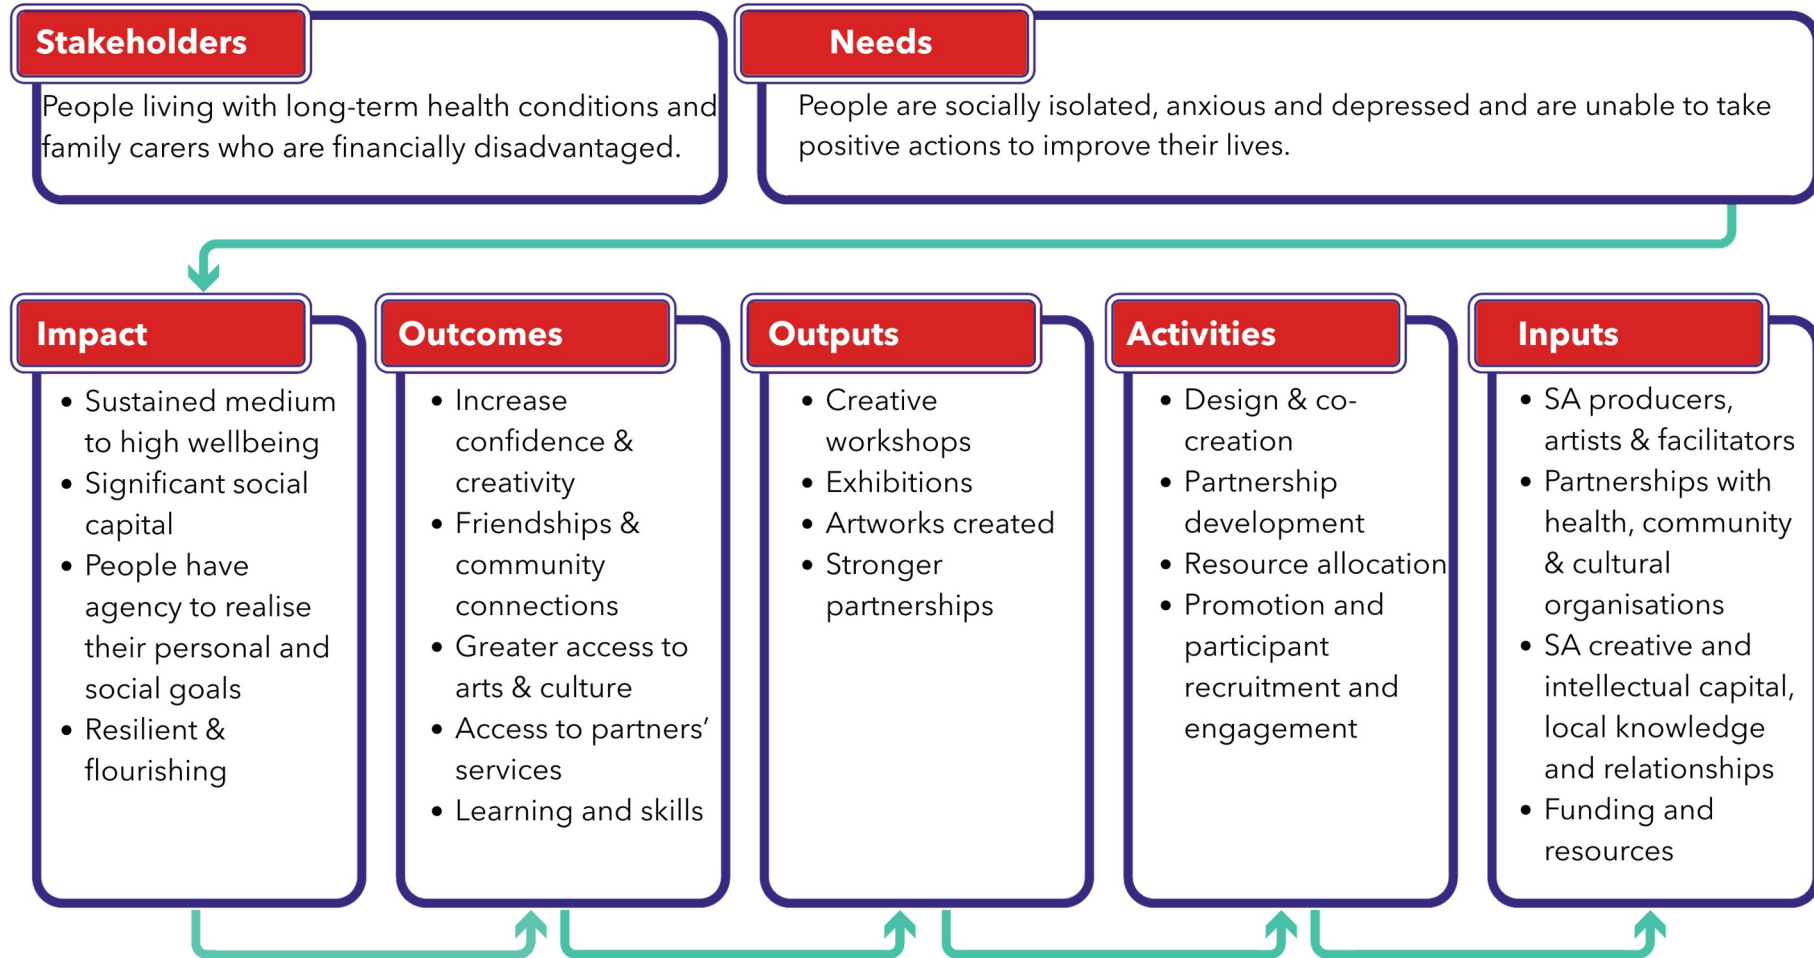 Stakeholders
People living with long-term health conditions and
family carers who are financially disadvantaged.
Needs
People are socially isolated, anxious and depressed and are unable to take
positive actions to improve their lives.
Impact
• Sustained medium
to high wellbeing
• Significant social
capital
• People have
agency to realise
their personal and
social goals
• Resilient &
flourishing
Outcomes
• Increase
confidence &
creativity
• Friendships &
community
connections
• Greater access to
arts & culture
• Access to partners’
services
• Learning and skills
Outputs
• Creative
workshops
• Exhibitions
• Artworks created
• Stronger
partnerships
Activities
• Design & co-
creation
• Partnership
development
• Resource allocation
• Promotion and
participant
recruitment and
engagement
Inputs
• SA producers,
artists & facilitators
• Partnerships with
health, community
& cultural
organisations
• SA creative and
intellectual capital,
local knowledge
and relationships
• Funding and
resources